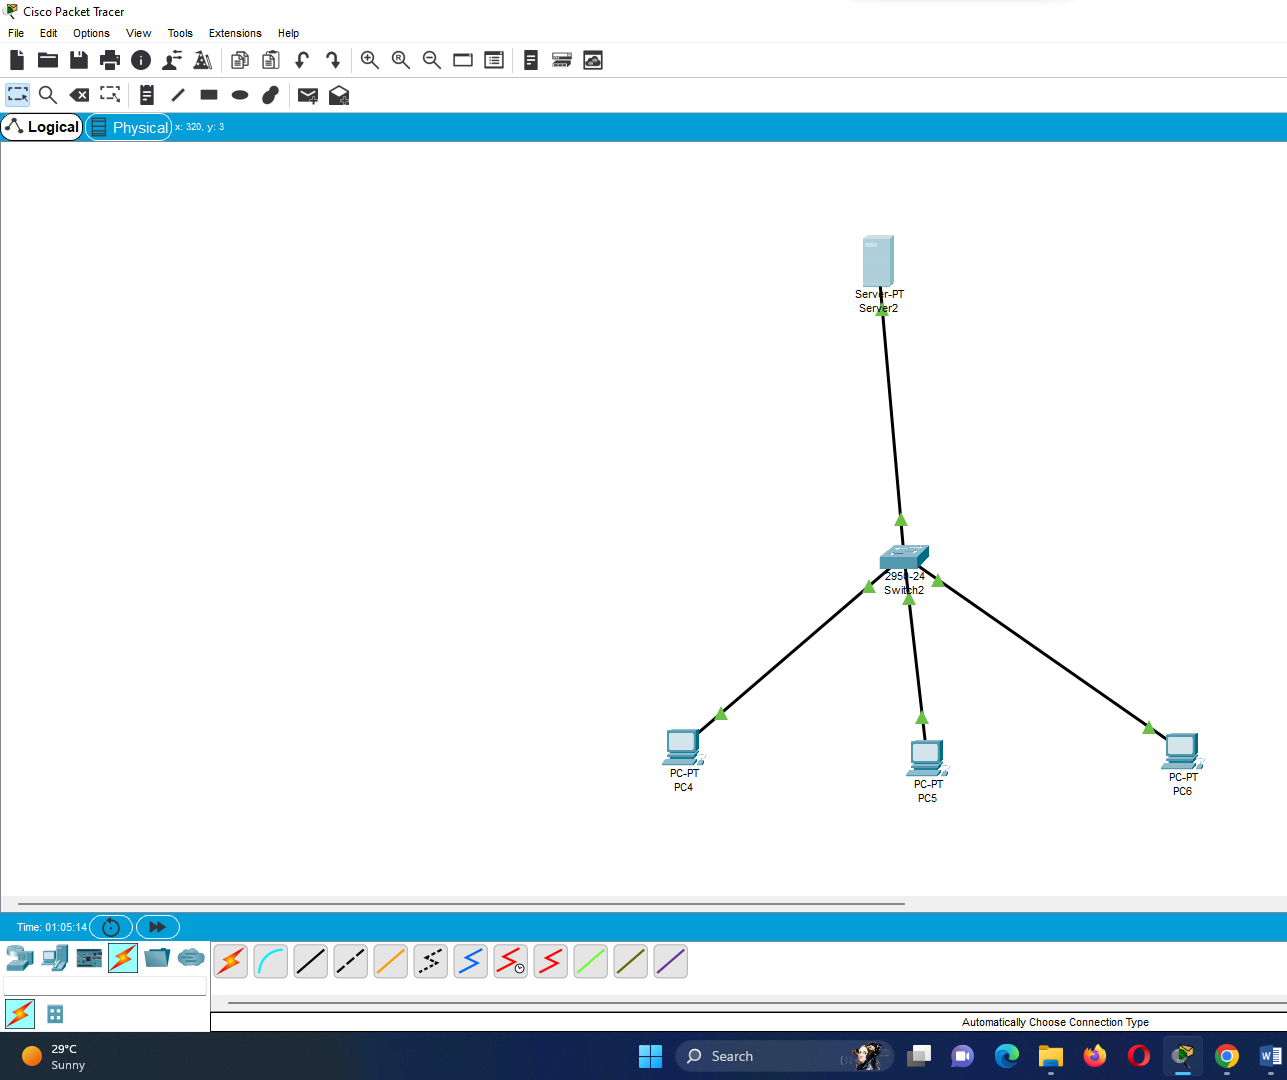 Cisco Packet Tracer
File Edit Options View Tools Extensions Help
Logical Physical x: 320, y: 3
Server-PT
Server2
2950-24
Switch2
PC-PT
PC4
PC-PT
PC5
PC-PT
PC6
Time: 01:05:14
Automatically Choose Connection Type
29°C
Sunny
Search